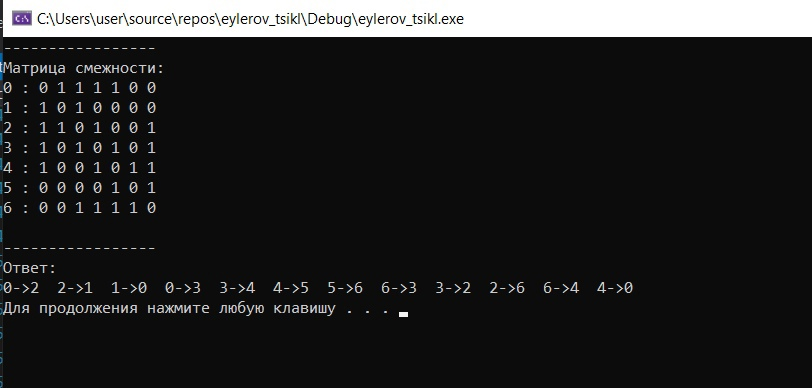 C:\Users\user\source\repos\eylerov_tsikl\Debug\eylerov_tsikl.exe
-----------------
Матрица смежности:
0 : 0 1 1 1 1 0 0
1 : 1 0 1 0 0 0 0
2 : 1 1 0 1 0 0 1
3 : 1 0 1 0 1 0 1
4 : 1 0 0 1 0 1 1
5 : 0 0 0 0 1 0 1
6 : 0 0 1 1 1 1 0
-----------------
Ответ:
0->2  2->1  1->0  0->3  3->4  4->5  5->6  6->3  3->2  2->6  6->4  4->0
Для продолжения нажмите любую клавишу . . .